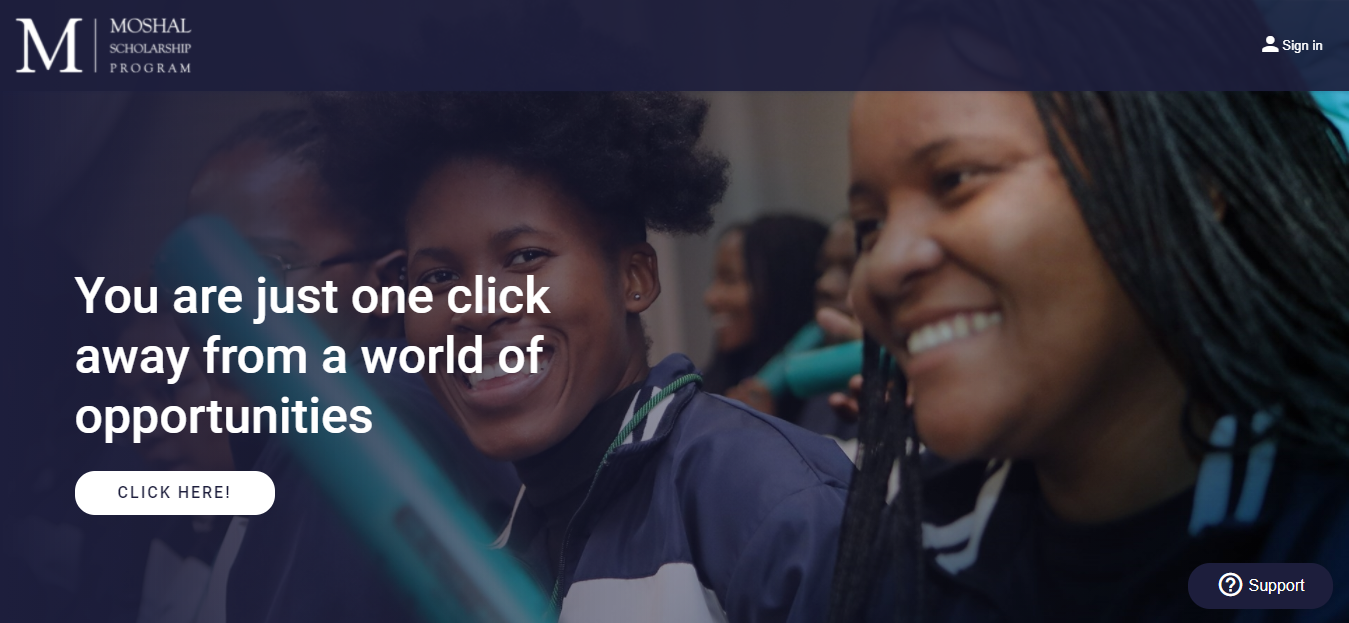 M
MOSHAL
SCHOLARSHIP
PROGRAM
Sign in
You are just one click
away from a world of
opportunities
CLICK HERE!
Support